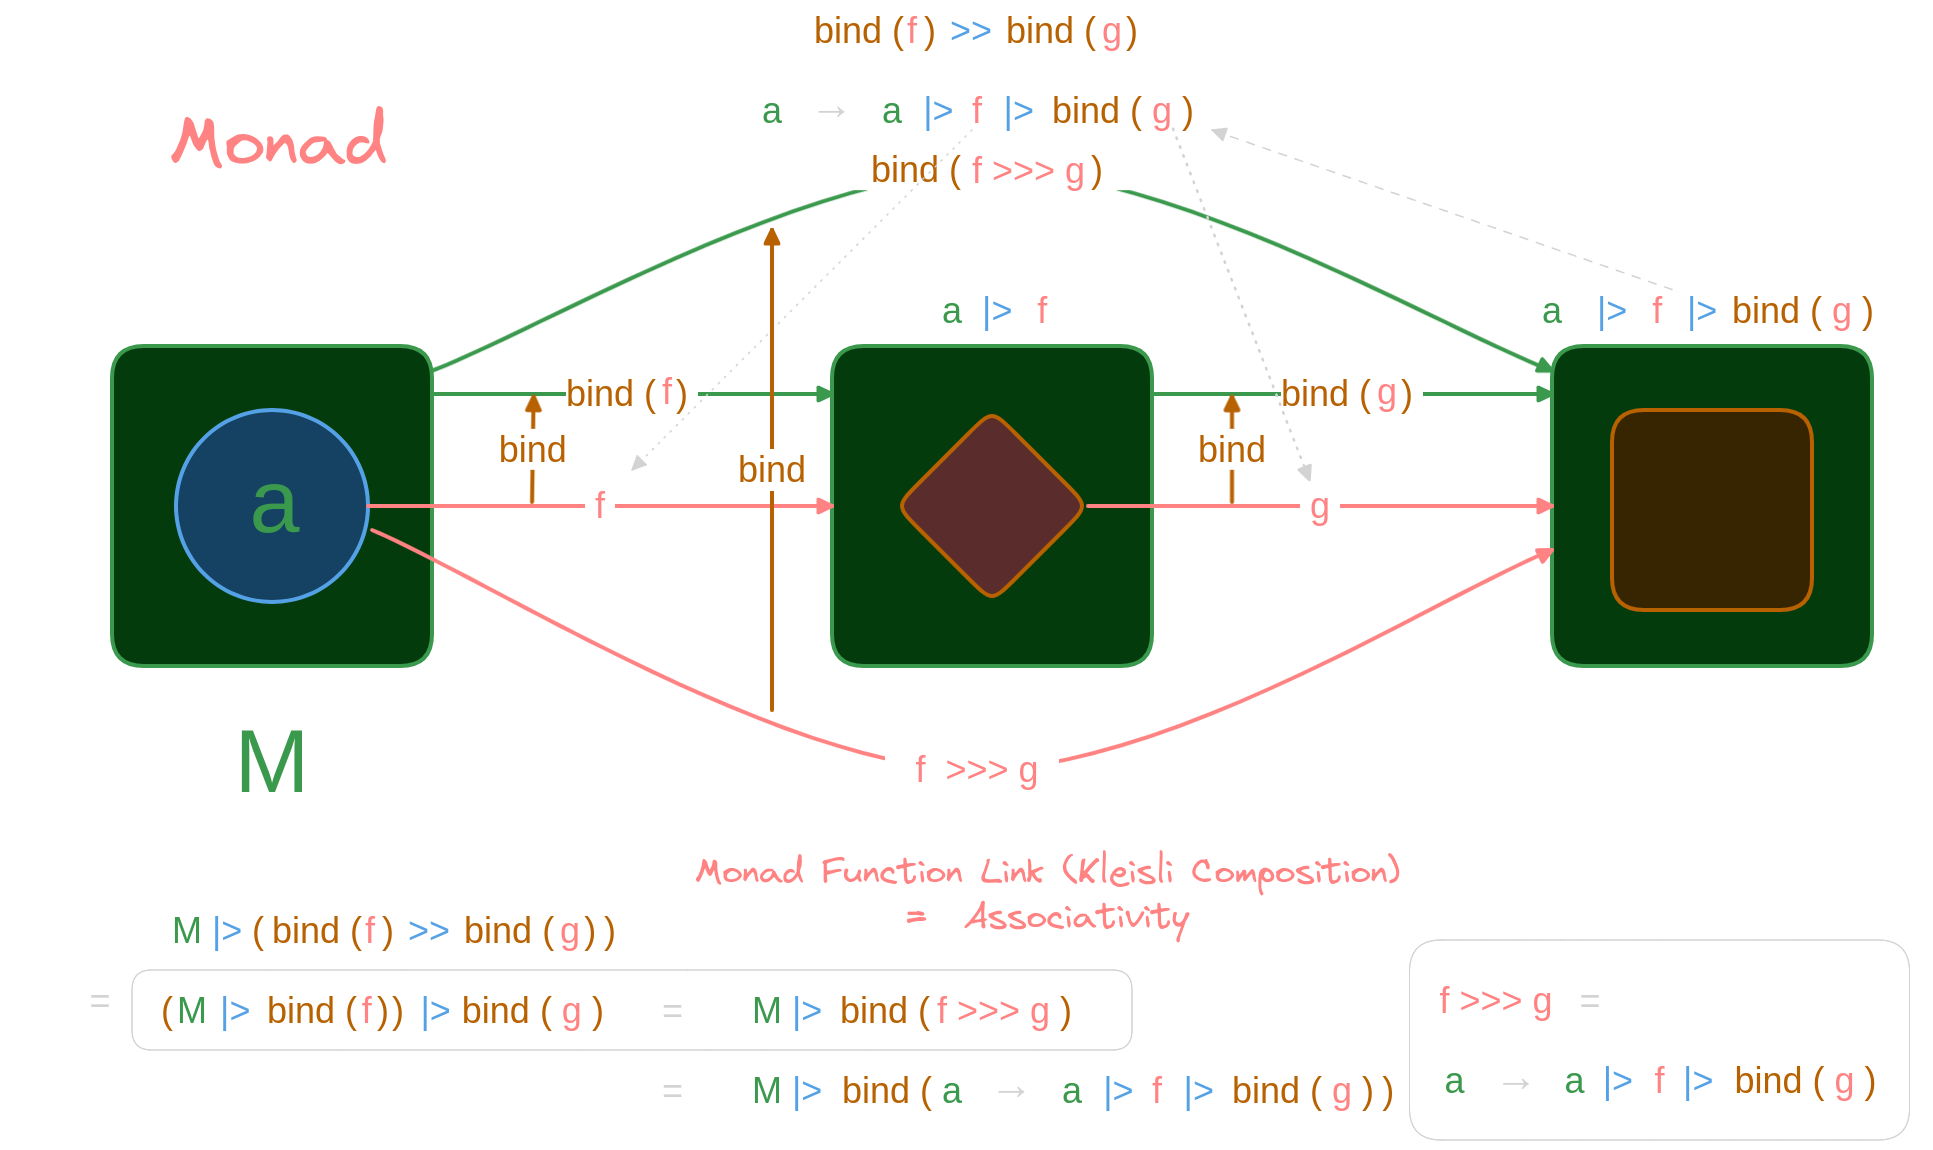 bind (f) >> bind (g)
Monad
a → a |> f |> bind ( g )
bind ( f >>> g )
a |> f
a |> f |> bind ( g )
bind ( f )
bind ( g )
bind
bind
bind
a
f
g
M
f >>> g
Monad Function Link (Kleisli Composition)
= Associativity
M |> ( bind ( f ) >> bind ( g ) )
= (M |> bind ( f )) |> bind ( g ) = M |> bind ( f >>> g )
= M |> bind ( a → a |> f |> bind ( g ) )
f >>> g =
a → a |> f |> bind ( g )